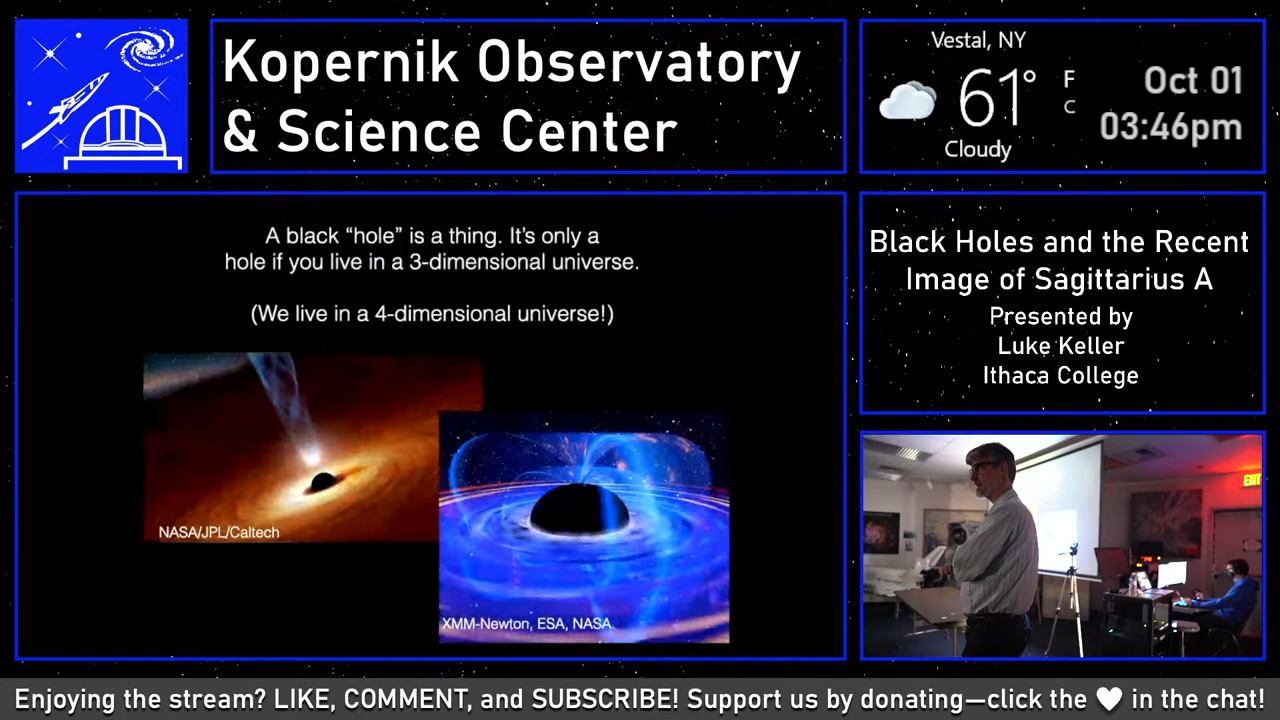 Kopernik Observatory
& Science Center
Vestal, NY
61°
F
C
Cloudy
Oct 01
03:46pm
A black “hole” is a thing. It’s only a
hole if you live in a 3-dimensional universe.
(We live in a 4-dimensional universe!)
NASA/JPL/Caltech
XMM-Newton, ESA, NASA
Black Holes and the Recent
Image of Sagittarius A
Presented by
Luke Keller
Ithaca College
EXIT
Enjoying the stream? LIKE, COMMENT, and SUBSCRIBE! Support us by donating—click the ♥ in the chat!